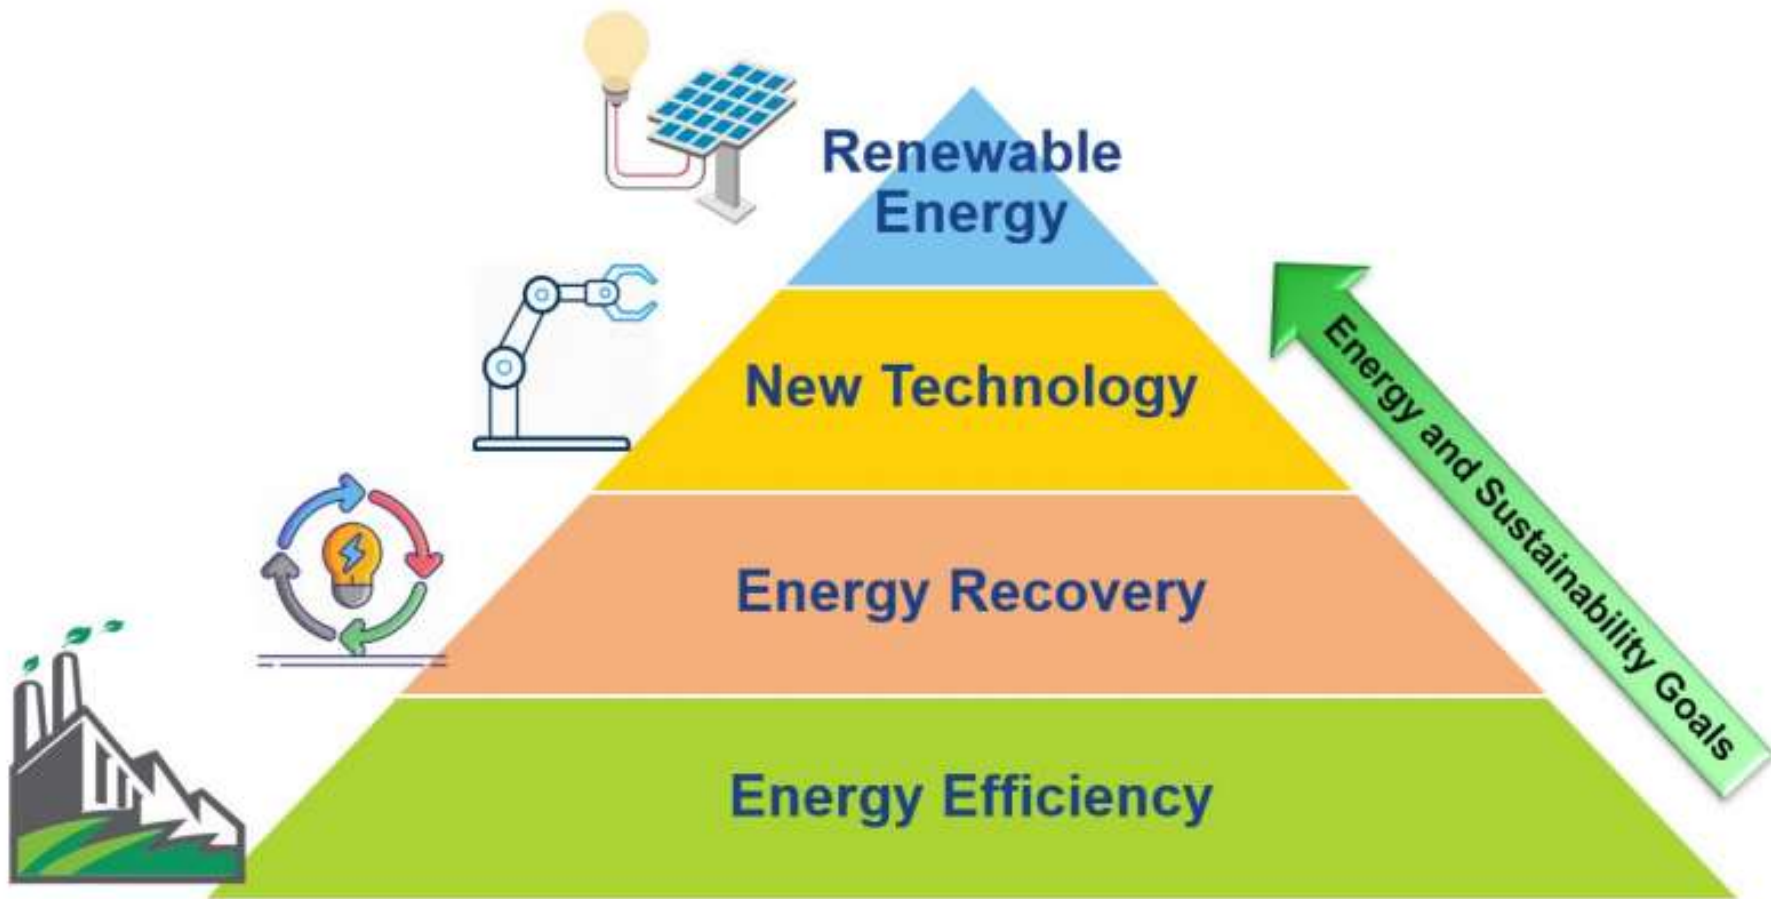 Renewable
Energy
New Technology
Energy Recovery
Energy Efficiency
Energy and Sustainability Goals